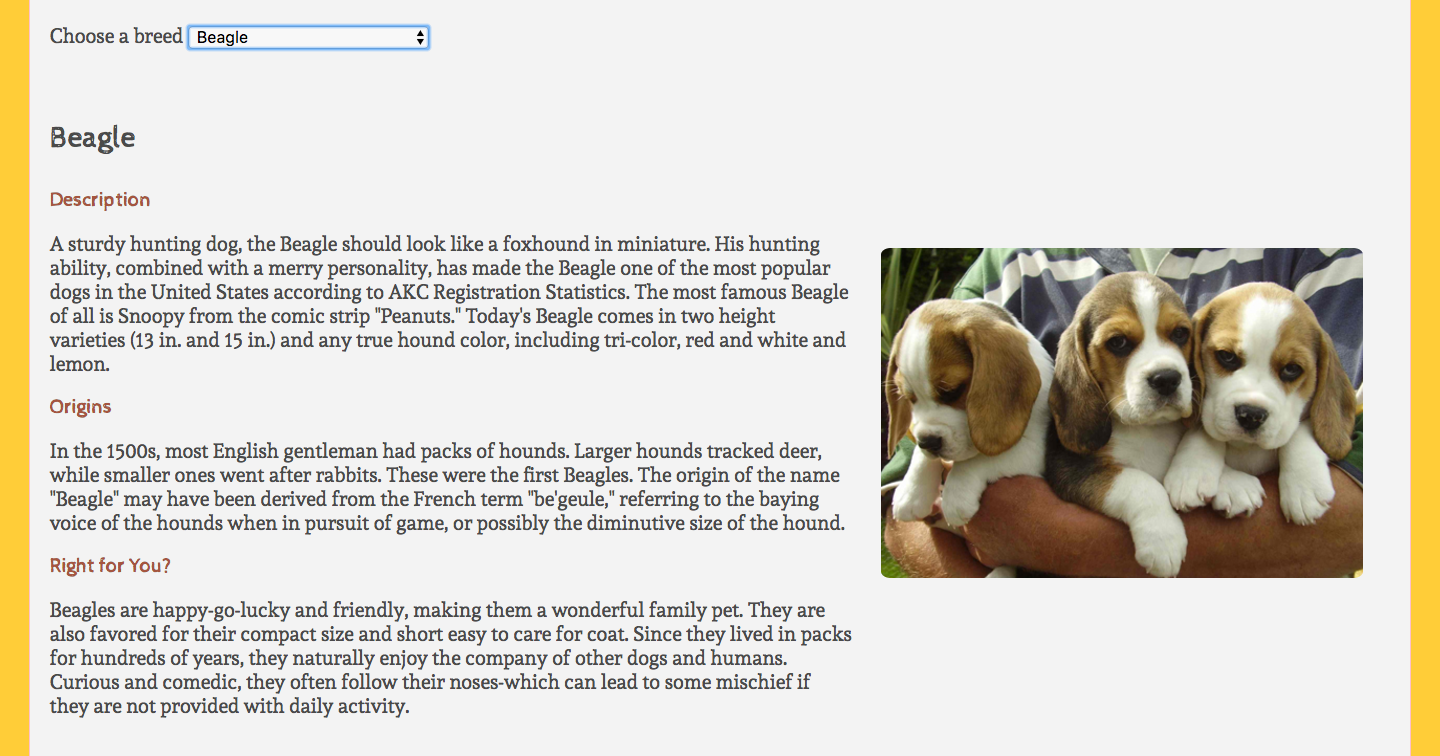 Choose a breed Beagle
Beagle
Description
A sturdy hunting dog, the Beagle should look like a foxhound in miniature. His hunting
ability, combined with a merry personality, has made the Beagle one of the most popular
dogs in the United States according to AKC Registration Statistics. The most famous Beagle
of all is Snoopy from the comic strip "Peanuts." Today's Beagle comes in two height
varieties (13 in. and 15 in.) and any true hound color, including tri-color, red and white and
lemon.
Origins
In the 1500s, most English gentleman had packs of hounds. Larger hounds tracked deer,
while smaller ones went after rabbits. These were the first Beagles. The origin of the name
"Beagle" may have been derived from the French term "be'geule," referring to the baying
voice of the hounds when in pursuit of game, or possibly the diminutive size of the hound.
Right for You?
Beagles are happy-go-lucky and friendly, making them a wonderful family pet. They are
also favored for their compact size and short easy to care for coat. Since they lived in packs
for hundreds of years, they naturally enjoy the company of other dogs and humans.
Curious and comedic, they often follow their noses-which can lead to some mischief if
they are not provided with daily activity.